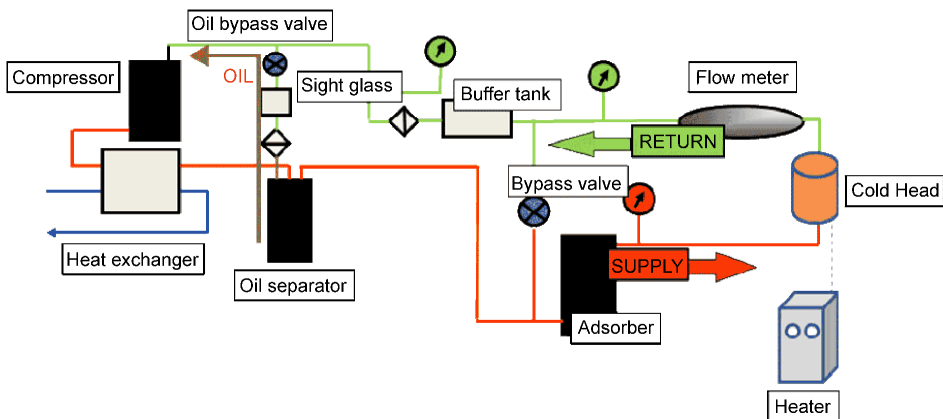 Oil bypass valve
Compressor
OIL
Sight glass
Buffer tank
Flow meter
RETURN
Bypass valve
Cold Head
Heat exchanger
Oil separator
SUPPLY
Adsorber
Heater